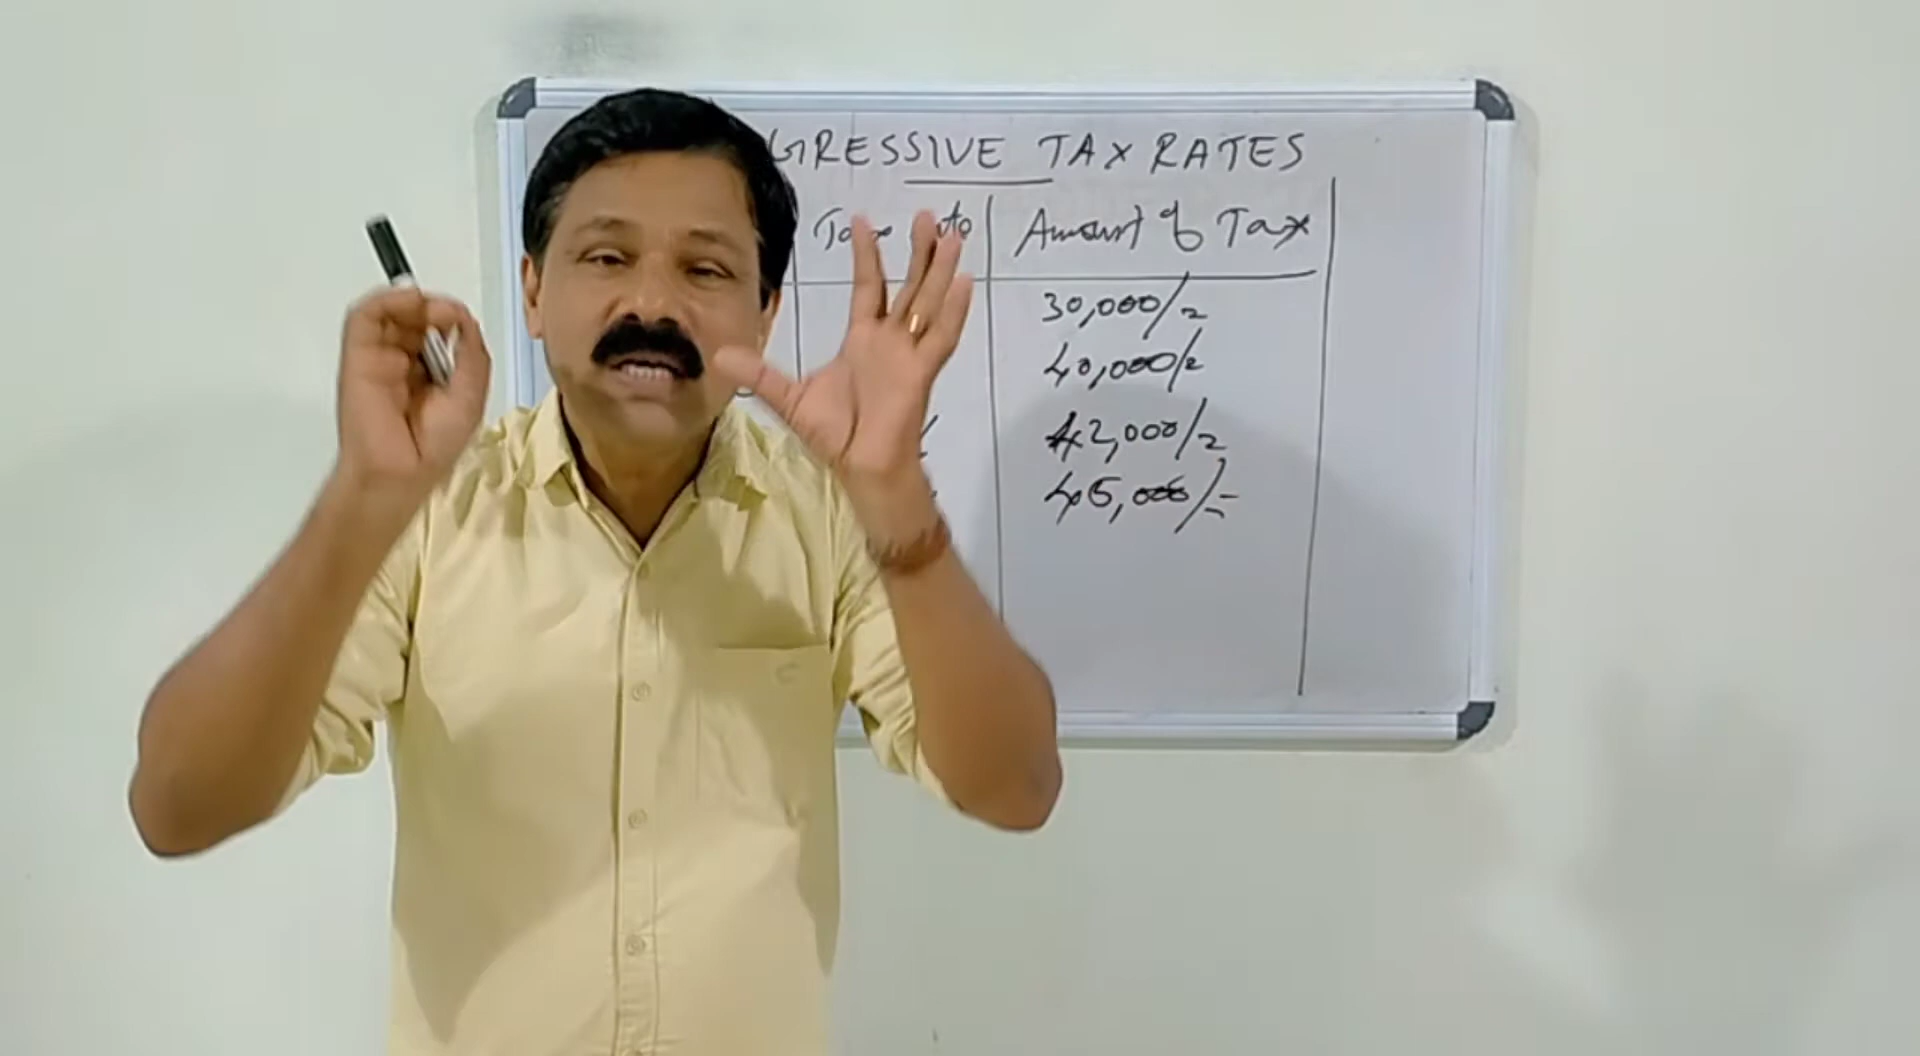 GRESSIVE TAX RATES
Amount of Tax
30,000/=
40,000/=
42,000/=
45,000/=